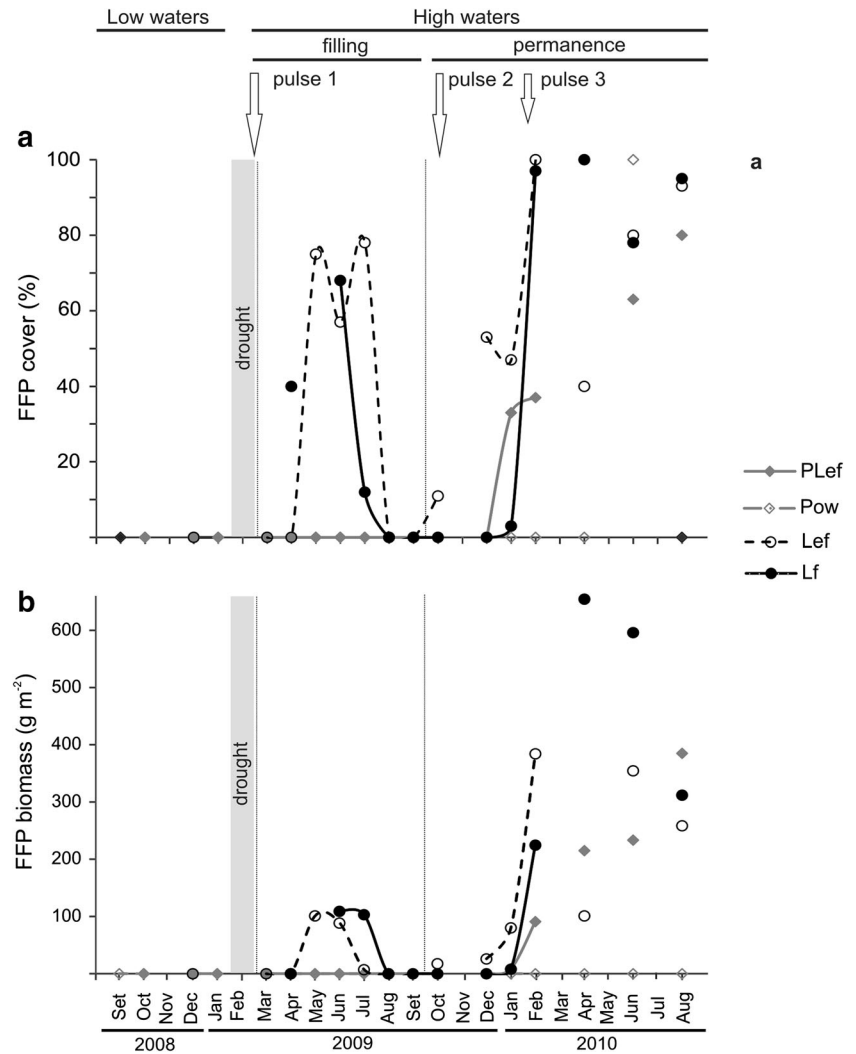 Low waters
High waters
filling
permanence
pulse 1
pulse 2
pulse 3
a
a
100
80
60
40
20
FFP cover (%)
drought
PLef
Pow
Lef
Lf
b
600
500
400
300
200
100
0
FFP biomass (g m⁻²)
drought
Set Oct Nov Dec Jan Feb Mar Apr May Jun Jul Aug Set Oct Nov Dec Jan Feb Mar Apr Jun Jul Aug
2008 2009 2010